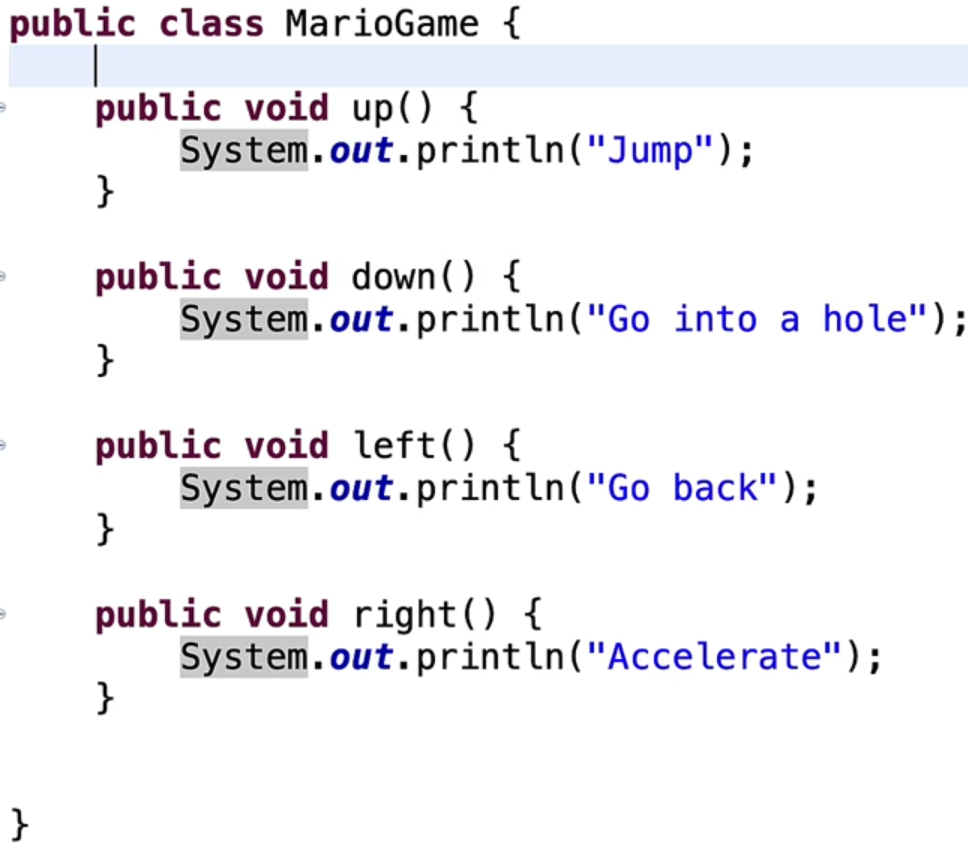 public class MarioGame {
public void up() {
System.out.println("Jump");
}
public void down() {
System.out.println("Go into a hole");
}
public void left() {
System.out.println("Go back");
}
public void right() {
System.out.println("Accelerate");
}
}